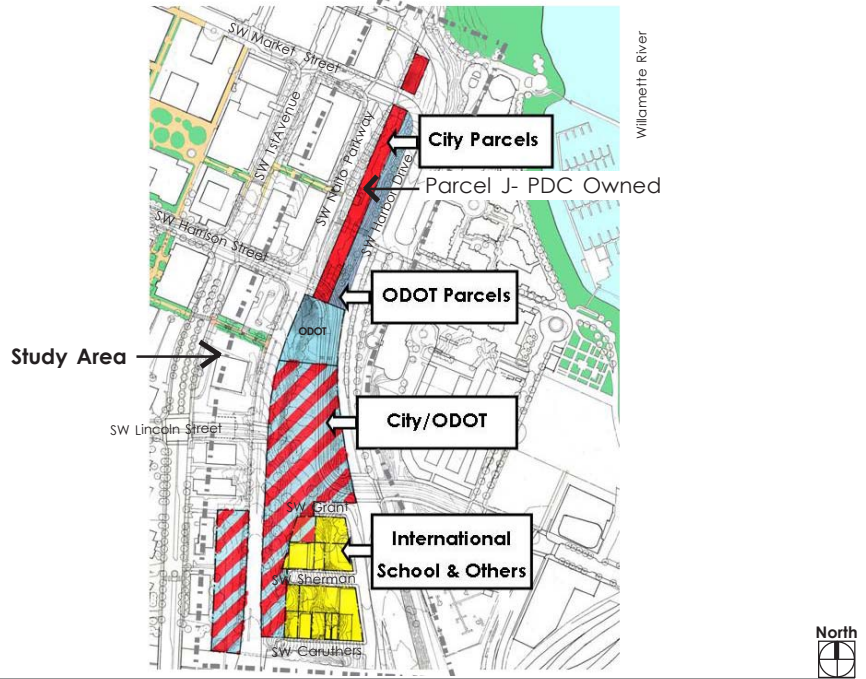 SW Market Street
Willamette River
SW 1stAvenue
SW Naito Parkway
City Parcels
Parcel J- PDC Owned
SW Harbor Drive
SW Harrison Street
ODOT Parcels
ODOT
Study Area
City/ODOT
SW Lincoln Street
SW Grant
International
School & Others
SW Sherman
SW Caruthers
North